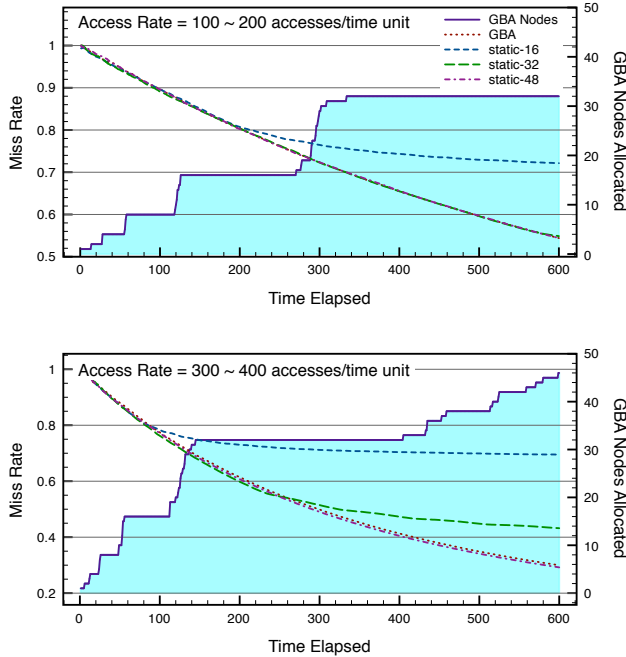 Access Rate = 100 ~ 200 accesses/time unit
GBA Nodes
GBA
static-16
static-32
static-48
1
0.9
0.8
0.7
0.6
0.5
Miss Rate
50
40
30
20
10
0
GBA Nodes Allocated
0 100 200 300 400 500 600
Time Elapsed
Access Rate = 300 ~ 400 accesses/time unit
1
0.8
0.6
0.4
0.2
Miss Rate
50
40
30
20
10
0
GBA Nodes Allocated
0 100 200 300 400 500 600
Time Elapsed